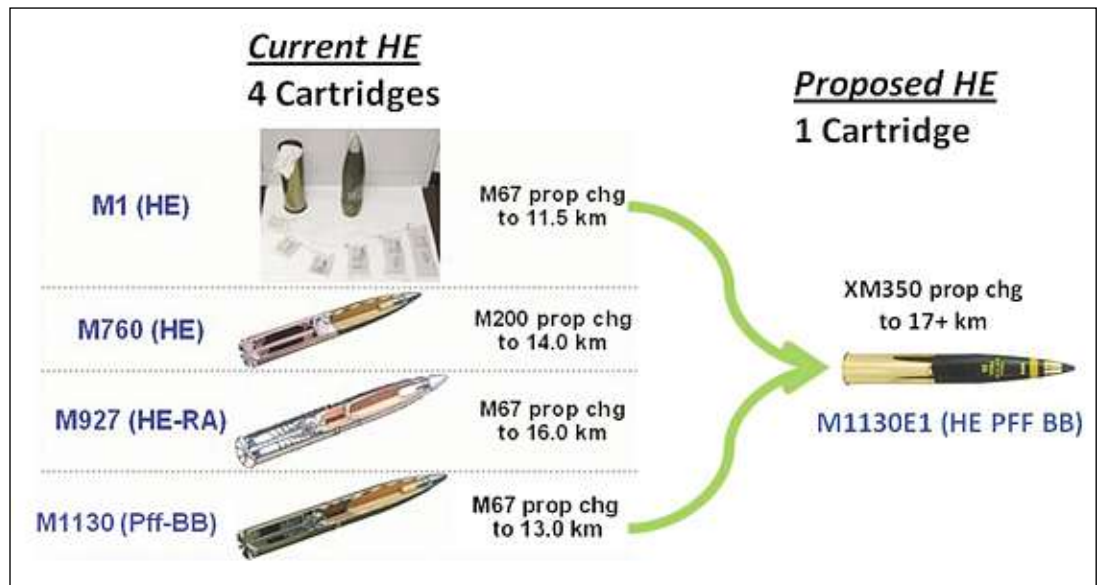 Current HE
4 Cartridges
Proposed HE
1 Cartridge
M1 (HE)
M67 prop chg
to 11.5 km
M760 (HE)
M200 prop chg
to 14.0 km
M927 (HE-RA)
M67 prop chg
to 16.0 km
M1130 (Pff-BB)
M67 prop chg
to 13.0 km
XM350 prop chg
to 17+ km
M1130E1 (HE PFF BB)